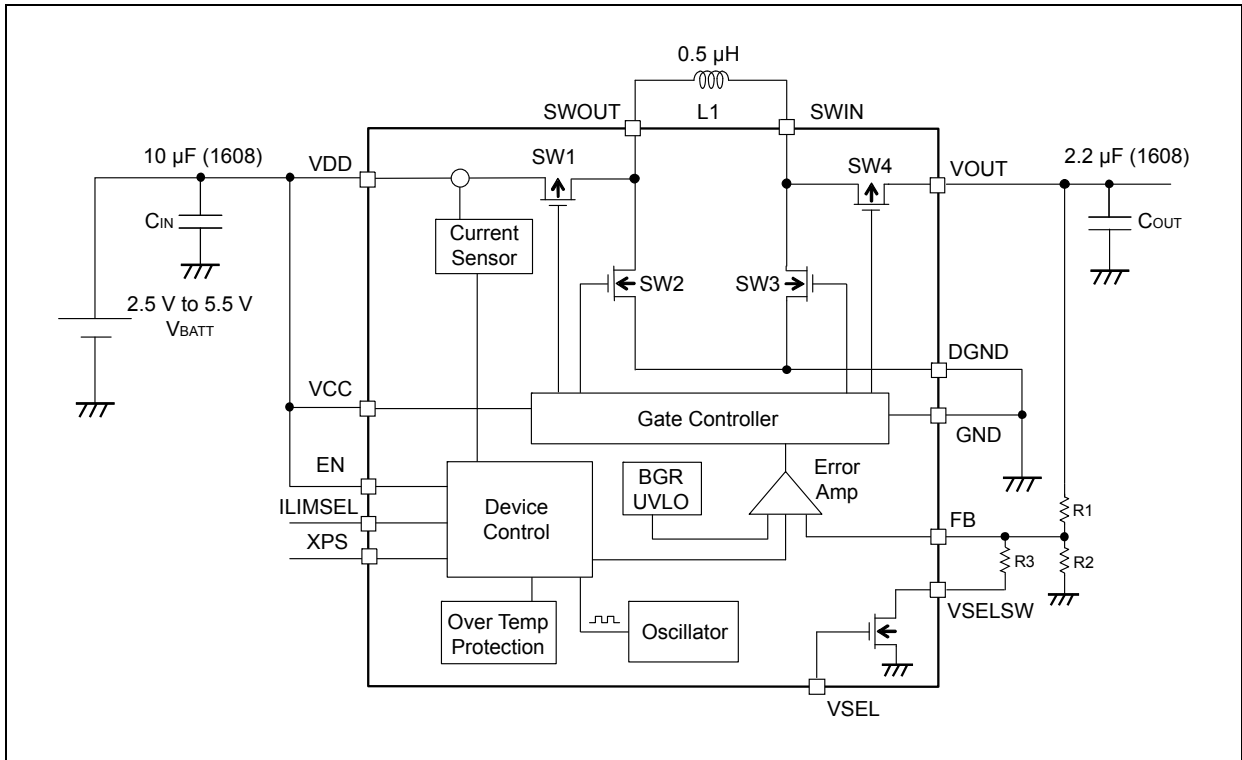 0.5 µH
SWOUT
L1
SWIN
10 µF (1608)
VDD
SW1
SW4
VOUT
2.2 µF (1608)
CIN
Current
Sensor
COUT
SW2
SW3
2.5 V to 5.5 V
VBATT
DGND
VCC
Gate Controller
GND
EN
BGR
UVLO
Error
Amp
ILIMSEL
Device
Control
FB
R1
XPS
R3
R2
VSELSW
Over Temp
Protection
Oscillator
VSEL